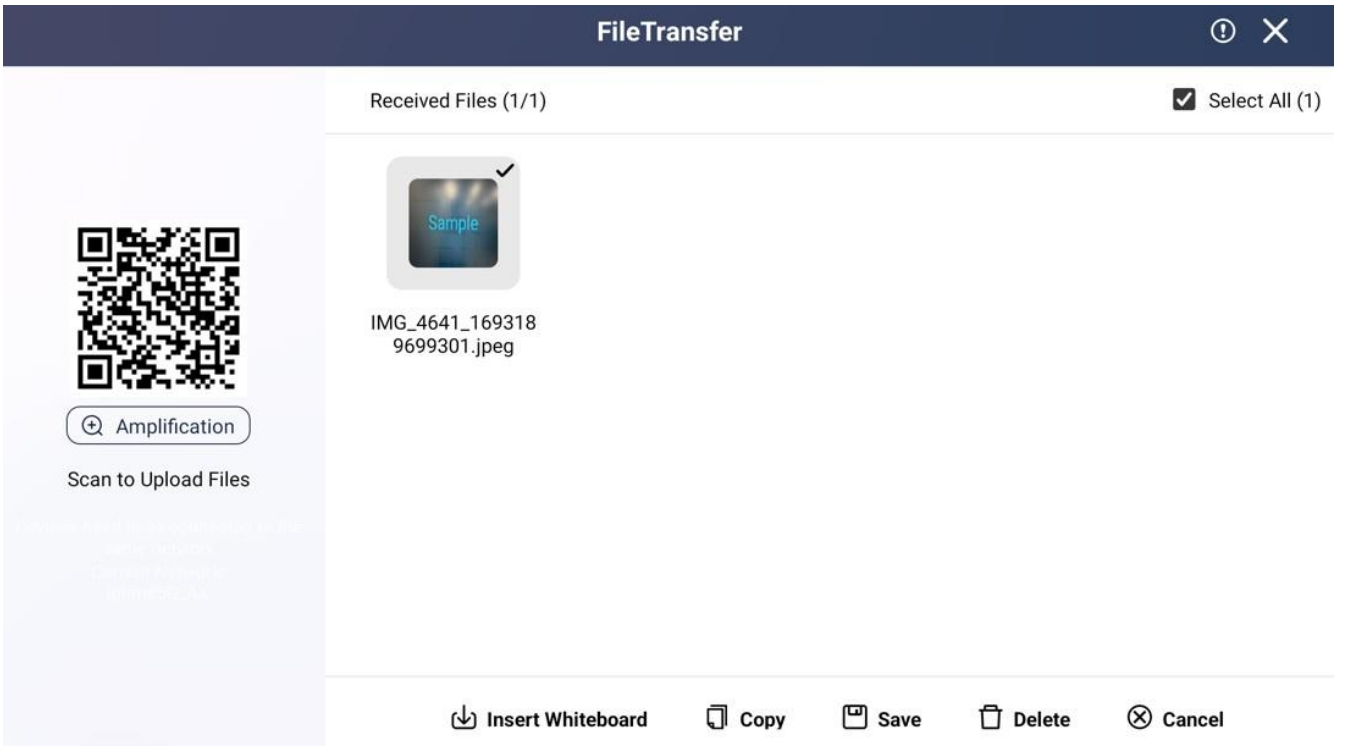 FileTransfer
Received Files (1/1)
Select All (1)
Sample
IMG_4641_169318
9699301.jpeg
Amplification
Scan to Upload Files
Insert Whiteboard
Copy
Save
Delete
Cancel